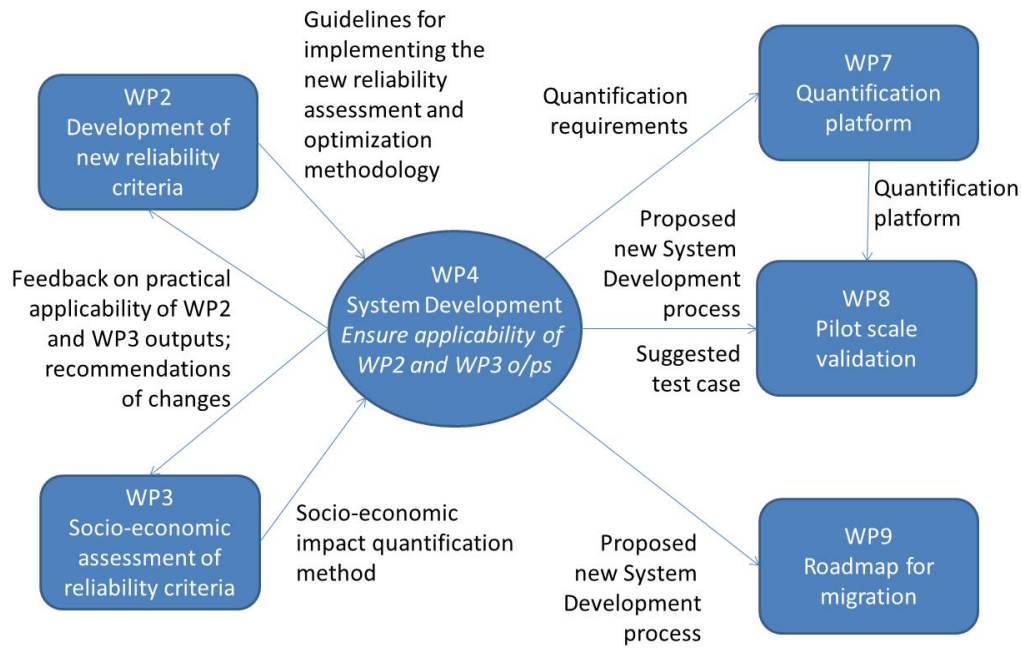 Guidelines for
implementing the
new reliability
assessment and
optimization
methodology
WP2
Development of
new reliability
criteria
Quantification
requirements
WP7
Quantification
platform
Quantification
platform
Feedback on practical
applicability of WP2
and WP3 outputs;
recommendations
of changes
WP4
System Development
Ensure applicability of
WP2 and WP3 o/ps
Proposed
new System
Development
process
Suggested
test case
WP8
Pilot scale
validation
WP3
Socio-economic
assessment of
reliability criteria
Socio-economic
impact quantification
method
Proposed
new System
Development
process
WP9
Roadmap for
migration